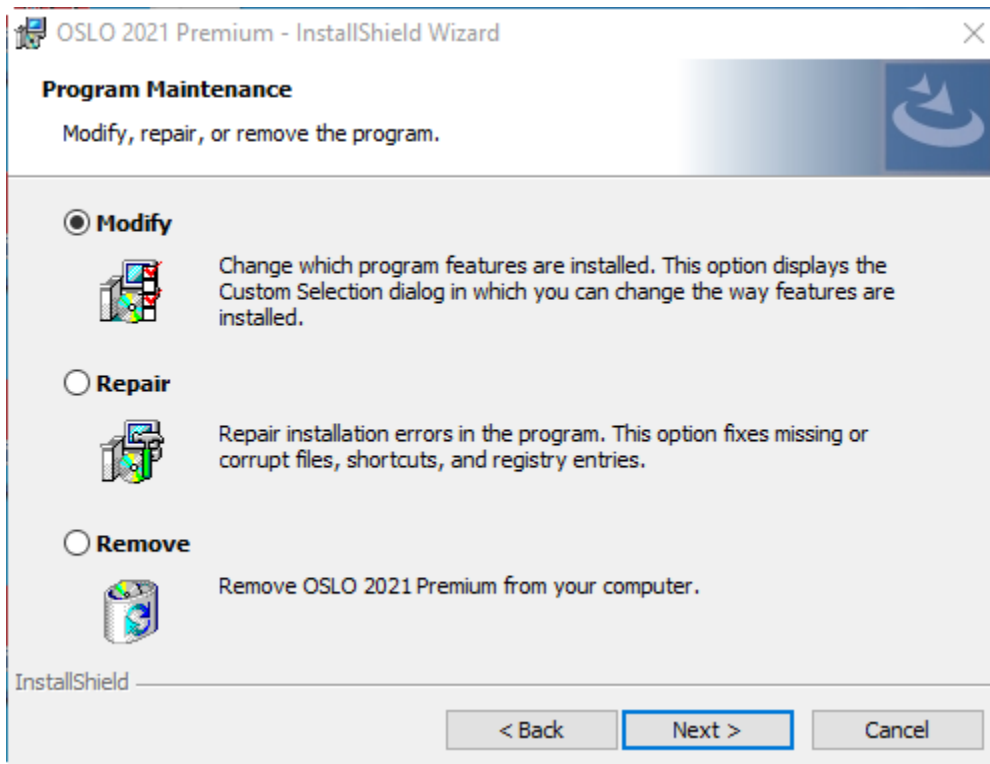 OSLO 2021 Premium - InstallShield Wizard
Program Maintenance
Modify, repair, or remove the program.
Modify
Change which program features are installed. This option displays the
Custom Selection dialog in which you can change the way features are
installed.
Repair
Repair installation errors in the program. This option fixes missing or
corrupt files, shortcuts, and registry entries.
Remove
Remove OSLO 2021 Premium from your computer.
InstallShield
< Back
Next >
Cancel